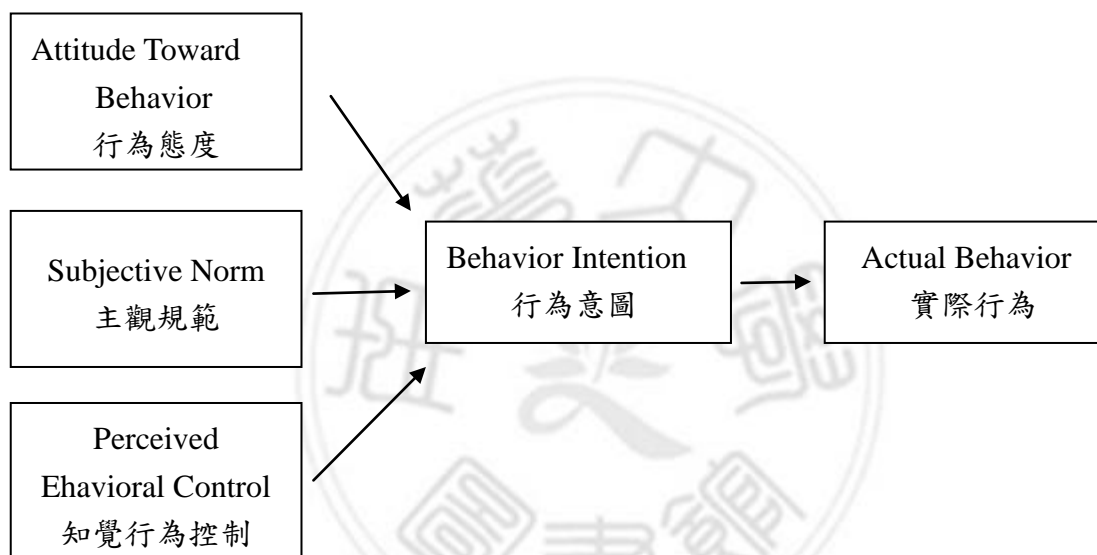 Attitude Toward
Behavior
行為態度
Subjective Norm
主觀規範
Perceived
Ehavioral Control
知覺行為控制
Behavior Intention
行為意圖
Actual Behavior
實際行為